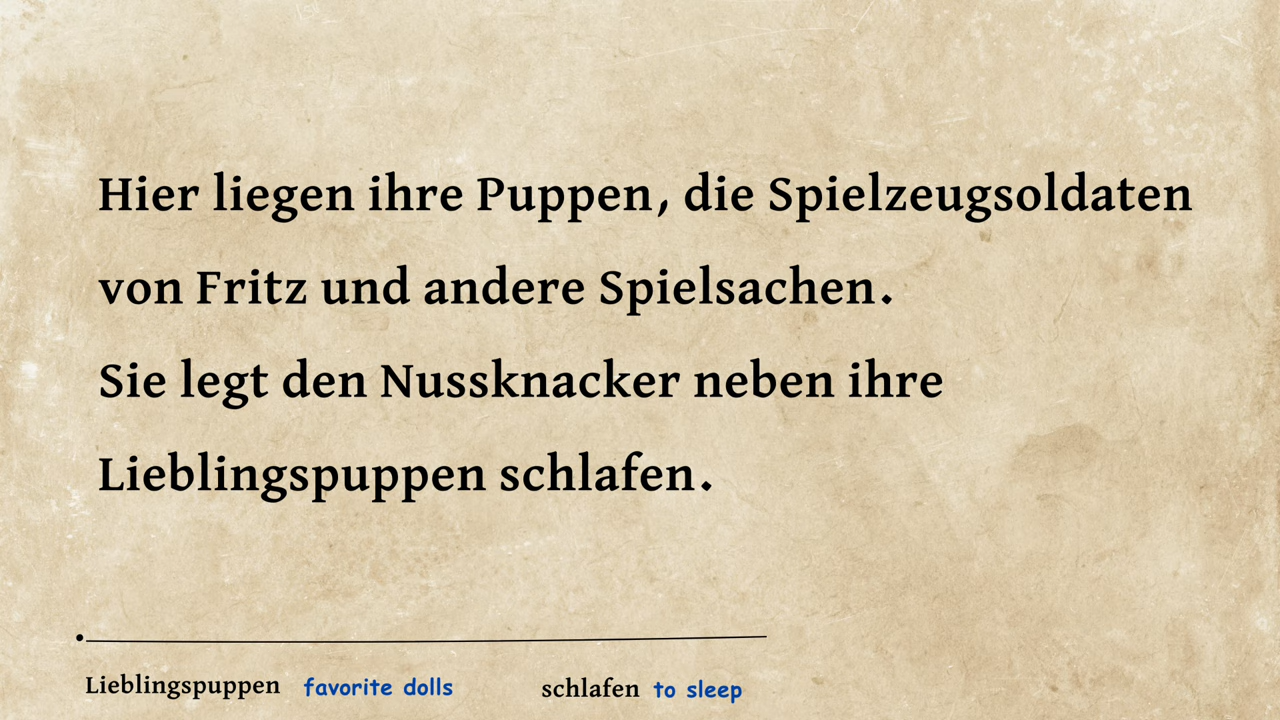 Hier liegen ihre Puppen, die Spielzeugsoldaten
von Fritz und andere Spielsachen.
Sie legt den Nussknacker neben ihre
Lieblingspuppen schlafen.
Lieblingspuppen favorite dolls schlafen to sleep